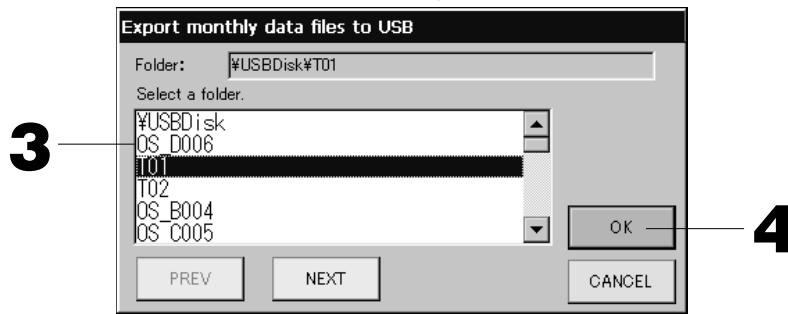 Export monthly data files to USB
Folder: ¥USBDisk¥T01
Select a folder.
¥USBDisk
3
OS_D006
T01
T02
OS_B004
OS_C005
OK
4
PREV
NEXT
CANCEL